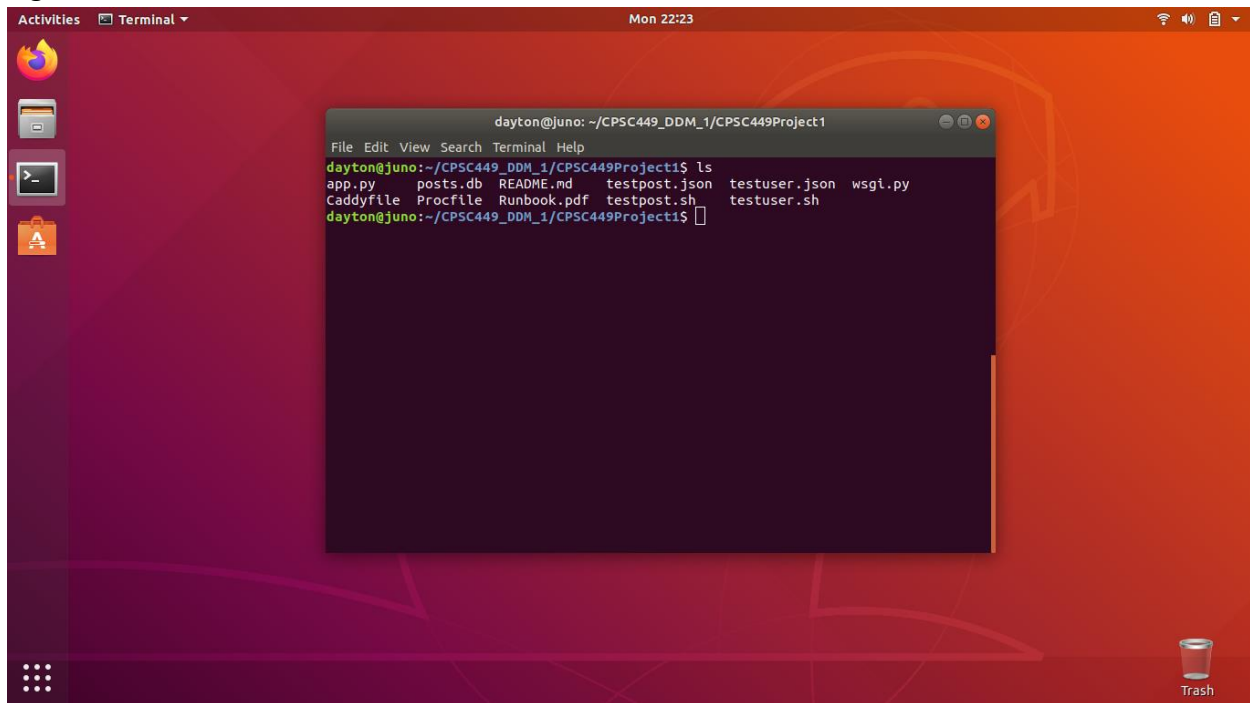 Activities Terminal Mon 22:23
dayton@juno: ~/CPSC449_DDM_1/CPSC449Project1
File Edit View Search Terminal Help
dayton@juno:~/CPSC449_DDM_1/CPSC449Project1$ ls
app.py posts.db README.md testpost.json testuser.json wsgi.py
Caddyfile Procfile Runbook.pdf testpost.sh testuser.sh
dayton@juno:~/CPSC449_DDM_1/CPSC449Project1$
Trash